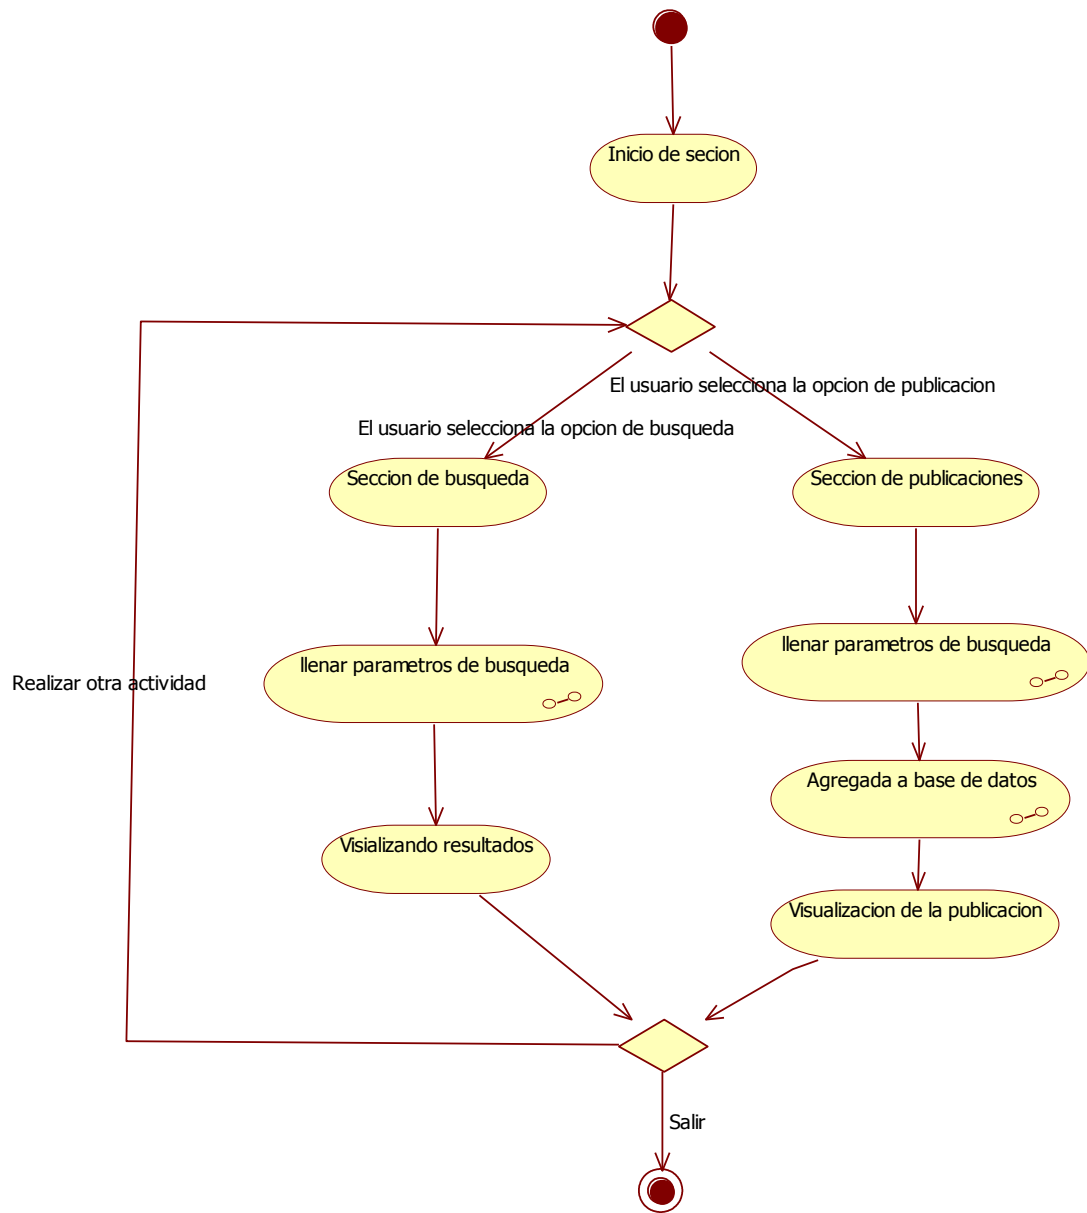 Inicio de secion
El usuario selecciona la opcion de publicacion
El usuario selecciona la opcion de busqueda
Seccion de busqueda
Seccion de publicaciones
llenar parametros de busqueda
llenar parametros de busqueda
Realizar otra actividad
Agregada a base de datos
Visializando resultados
Visualizacion de la publicacion
Salir